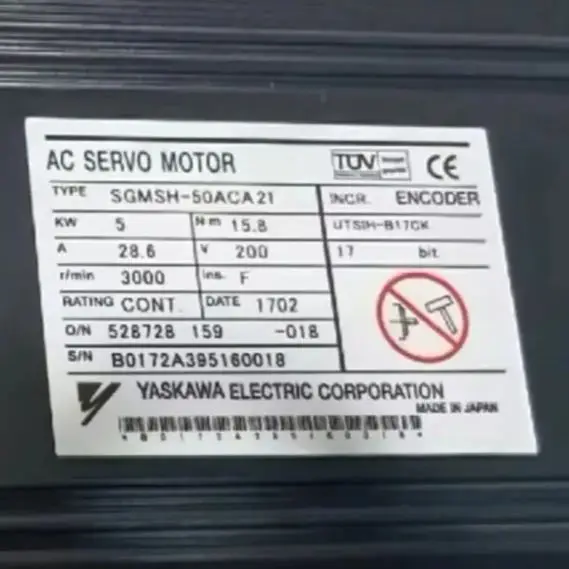 AC SERVO MOTOR TÜV CE
TYPE SGMSH-50ACA21 INCR. ENCODER
KW 5 N·m 15.8 UTSIH-B17CK
A 28.6 V 200 17 bit
r/min 3000 Ins. F
RATING CONT. DATE 1702
O/N 528728 159 -018
S/N B0172A395160018
YASKAWA ELECTRIC CORPORATION
MADE IN JAPAN